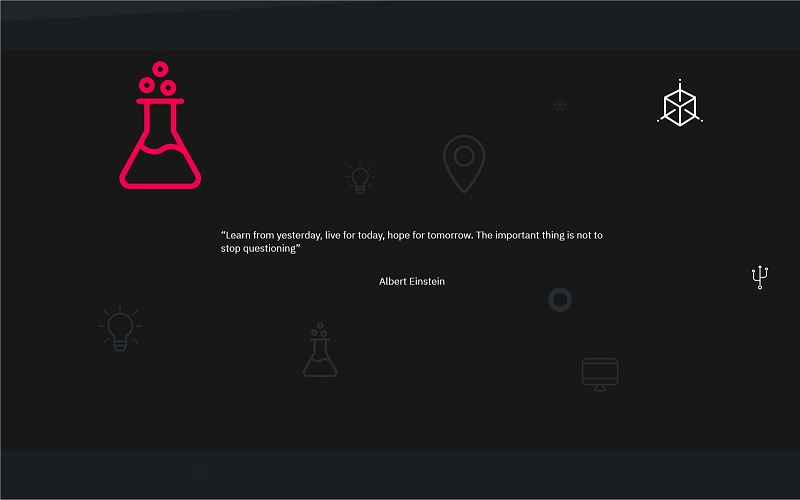 “Learn from yesterday, live for today, hope for tomorrow. The important thing is not to
stop questioning”
Albert Einstein